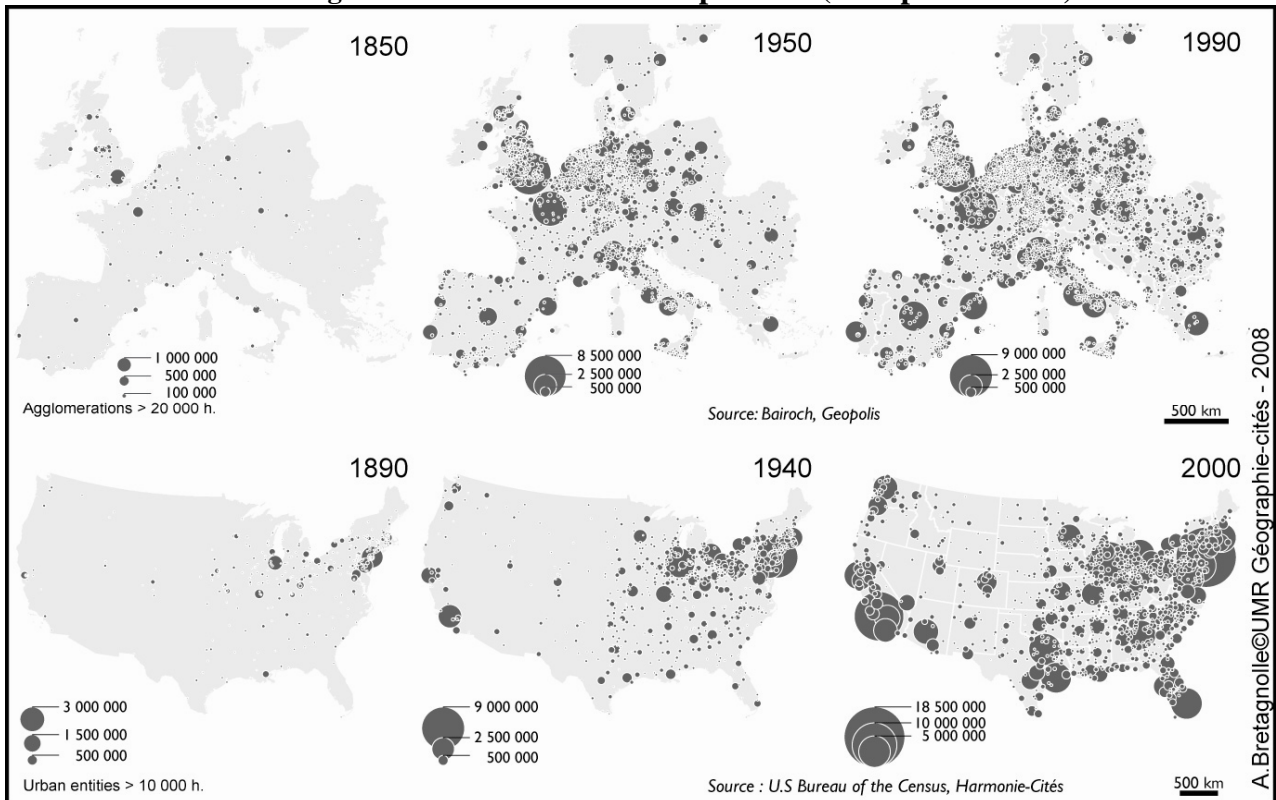 1850
1950
1990
1 000 000
500 000
100 000
Agglomerations > 20 000 h.
8 500 000
2 500 000
500 000
9 000 000
2 500 000
500 000
Source: Bairoch, Geopolis
500 km
1890
1940
2000
3 000 000
1 500 000
500 000
Urban entities > 10 000 h.
9 000 000
2 500 000
500 000
18 500 000
10 000 000
5 000 000
Source : U.S Bureau of the Census, Harmonie-Cités
500 km
A.Bretagnolle©UMR Géographie-cités - 2008